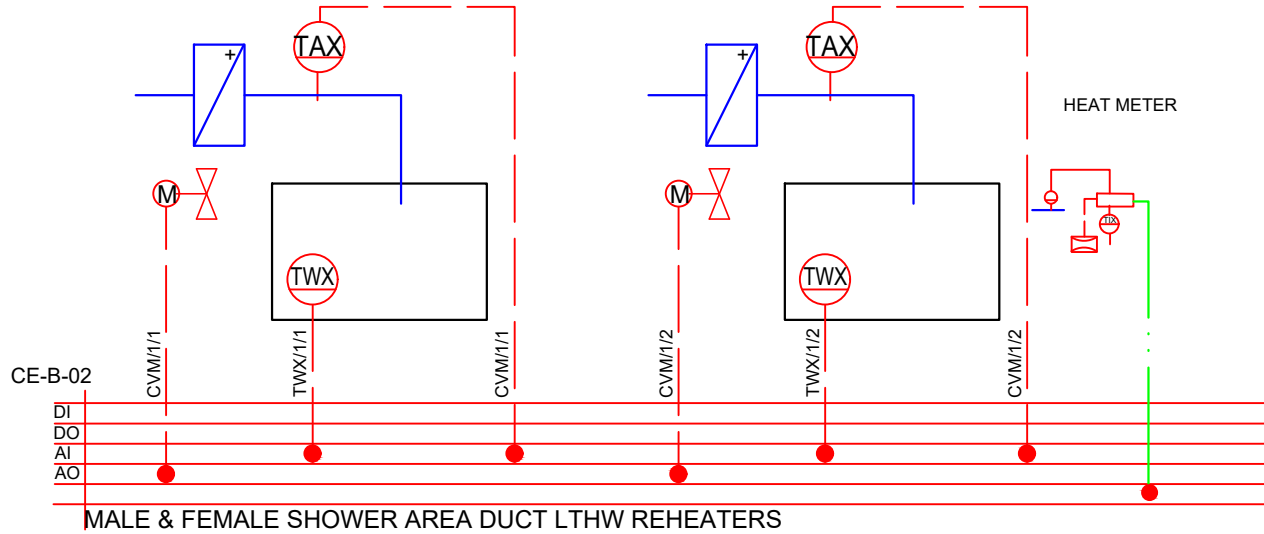 TAX
TAX
+
+
HEAT METER
M
M
TIX
TWX
TWX
CVM/1/1
TWX/1/1
CVM/1/1
CVM/1/2
TWX/1/2
CVM/1/2
CE-B-02
DI
DO
AI
AO
MALE & FEMALE SHOWER AREA DUCT LTHW REHEATERS